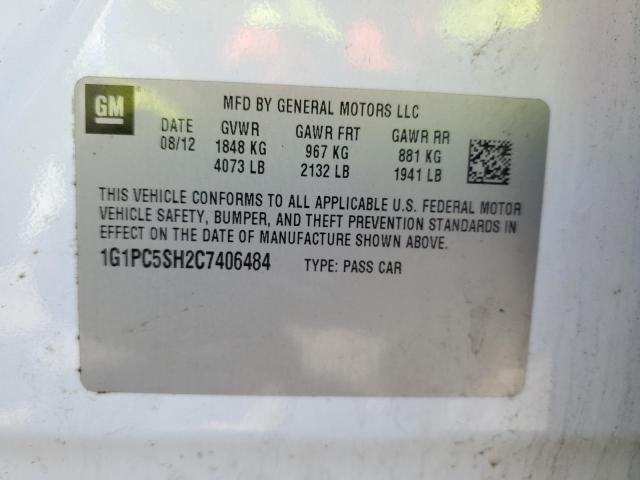 GM
MFD BY GENERAL MOTORS LLC
DATE GVWR GAWR FRT GAWR RR
08/12 1848 KG 967 KG 881 KG
4073 LB 2132 LB 1941 LB
THIS VEHICLE CONFORMS TO ALL APPLICABLE U.S. FEDERAL MOTOR
VEHICLE SAFETY, BUMPER, AND THEFT PREVENTION STANDARDS IN
EFFECT ON THE DATE OF MANUFACTURE SHOWN ABOVE.
1G1PC5SH2C7406484 TYPE: PASS CAR